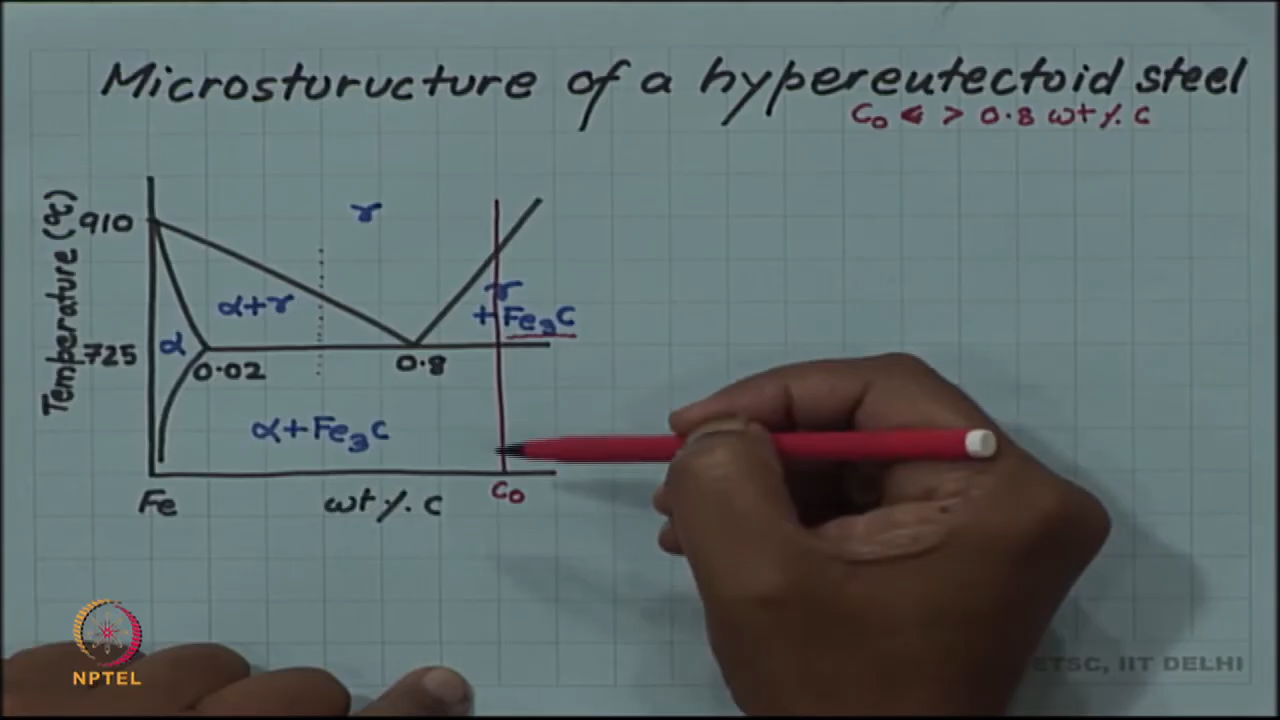 Microsturucture of a hypereutectoid steel
C₀ < > 0.8 wt % C
Temperature (°C)
910
γ
α+γ
γ
+ Fe₃C
725
α
0.02
0.8
α+Fe₃C
Fe
wt % C
C₀
NPTEL
ETSC, IIT DELHI